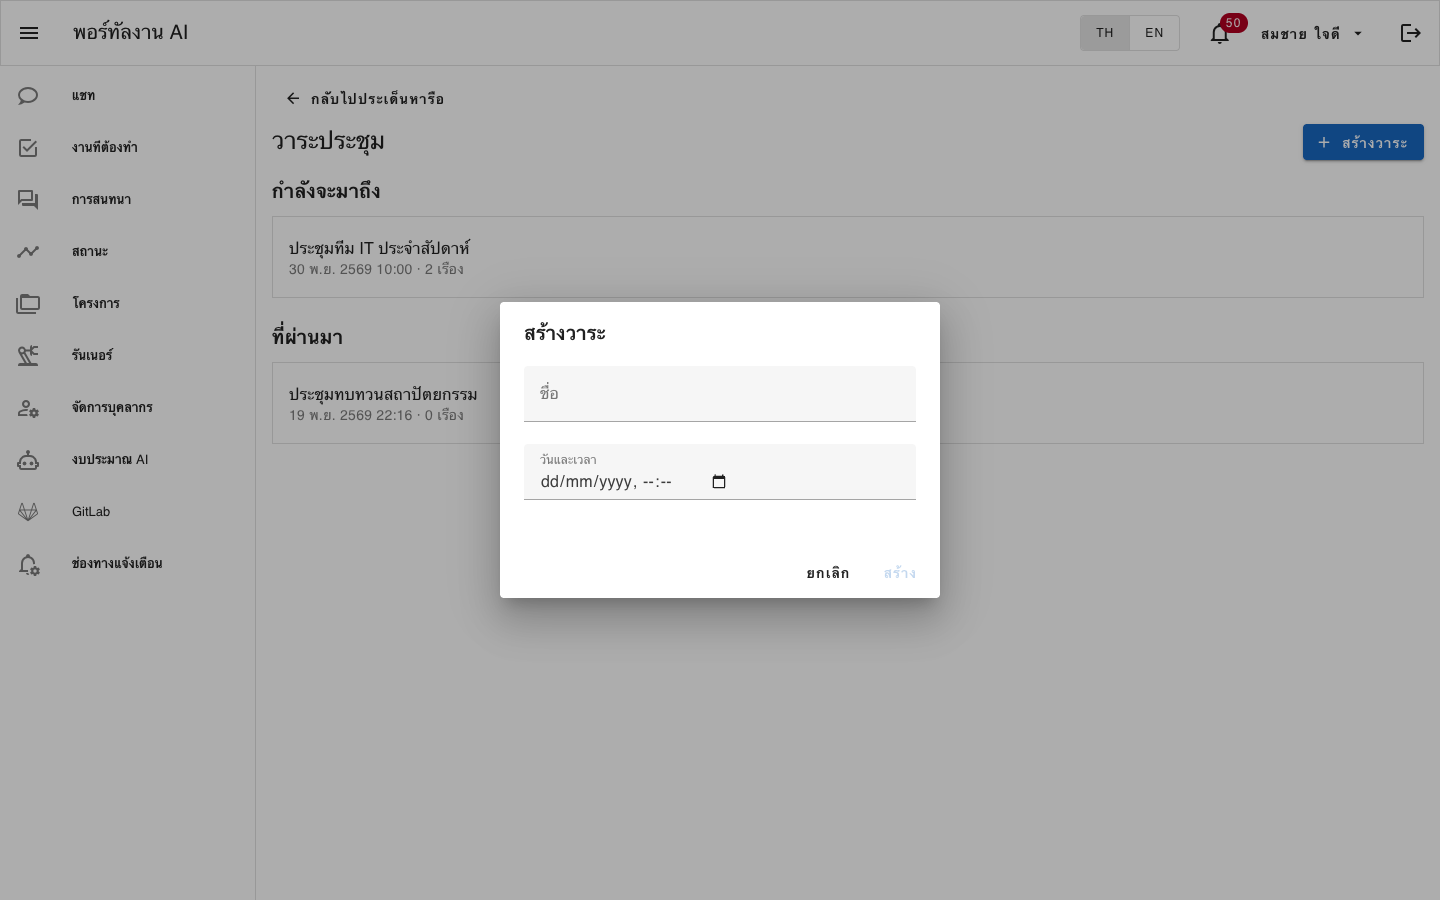 พอร์ทัลงาน AI
TH
EN
50
สมชาย ใจดี
แชท
งานที่ต้องทำ
การสนทนา
สถานะ
โครงการ
รันเนอร์
จัดการบุคลากร
งบประมาณ AI
GitLab
ช่องทางแจ้งเตือน
กลับไปประเด็นหารือ
วาระประชุม
+ สร้างวาระ
กำลังจะมาถึง
ประชุมทีม IT ประจำสัปดาห์
30 พ.ย. 2569 10:00 · 2 เรื่อง
ที่ผ่านมา
ประชุมทบทวนสถาปัตยกรรม
19 พ.ย. 2569 22:16 · 0 เรื่อง
สร้างวาระ
ชื่อ
วันและเวลา
dd/mm/yyyy, --:--
ยกเลิก
สร้าง